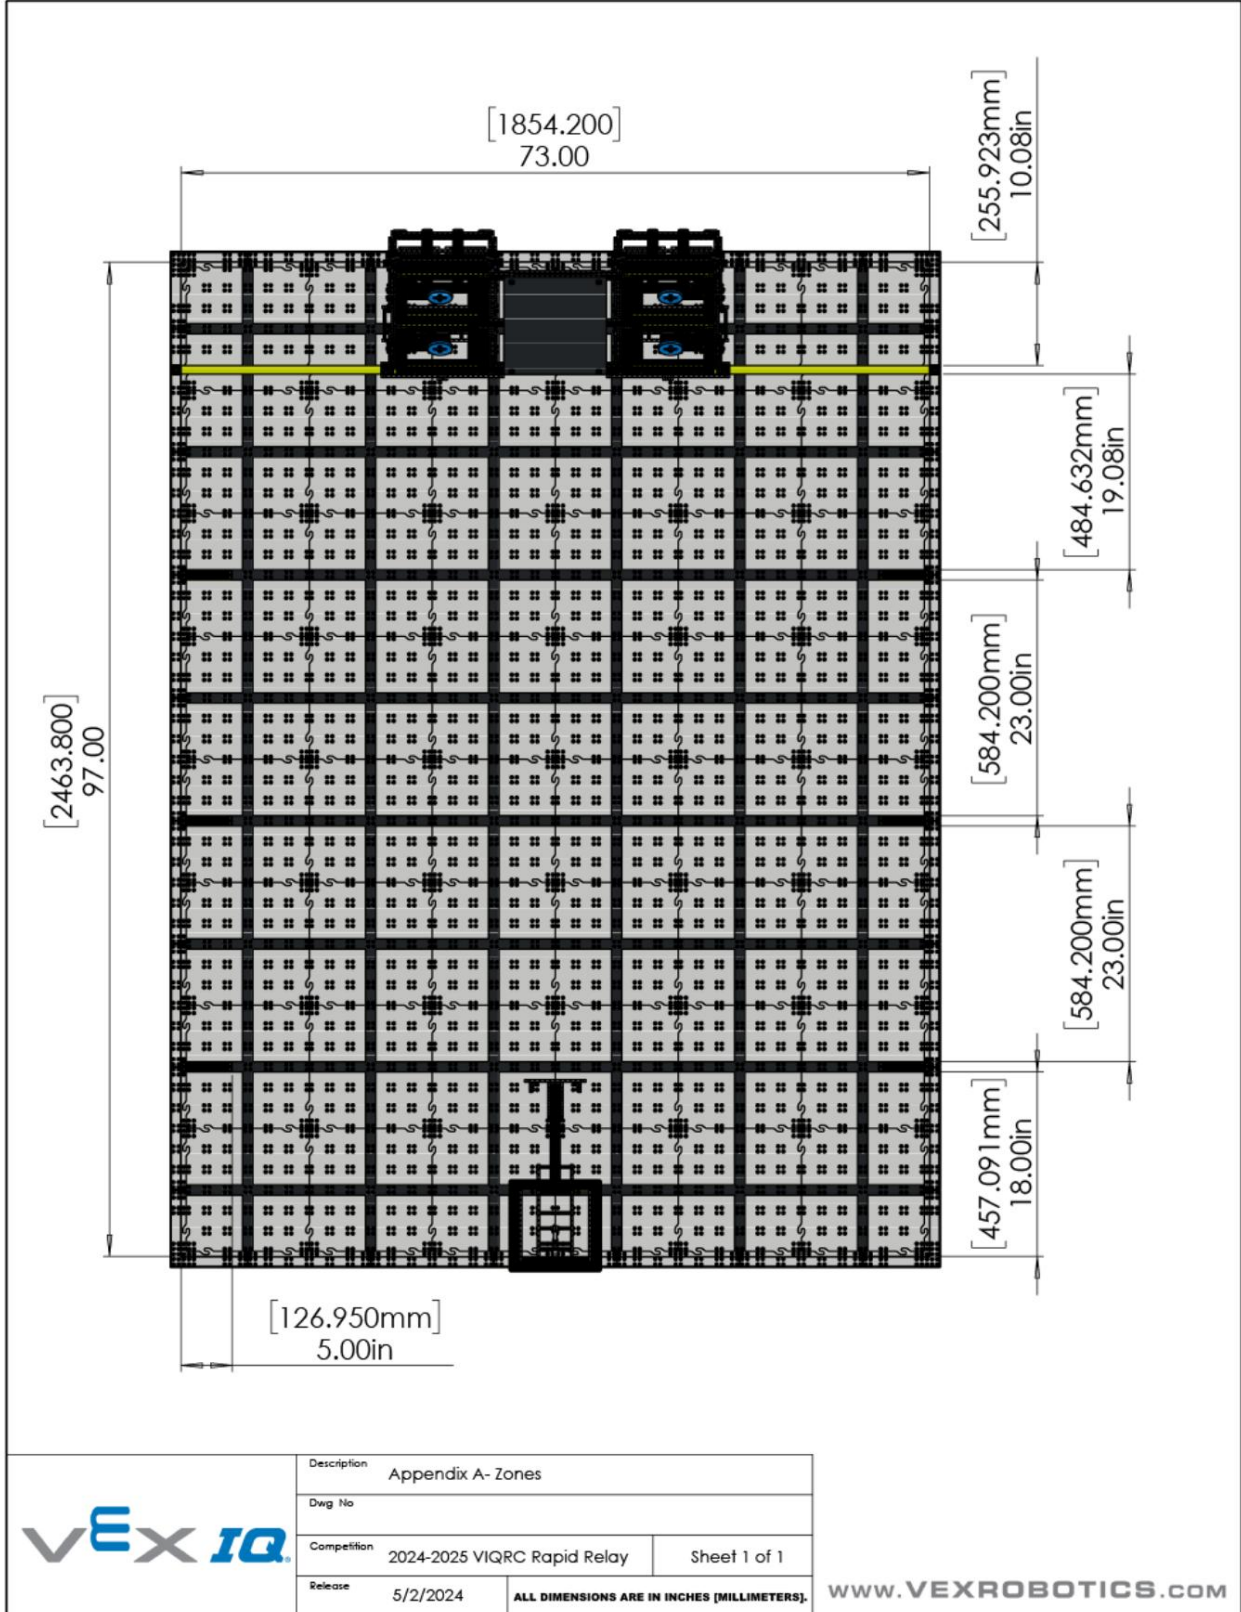 [1854.200]
73.00
[255.923mm]
10.08in
[484.632mm]
19.08in
[584.200mm]
23.00in
[2463.800]
97.00
[584.200mm]
23.00in
[457.091mm]
18.00in
[126.950mm]
5.00in
VEX IQ
Description Appendix A- Zones
Dwg No
Competition 2024-2025 VIQRC Rapid Relay Sheet 1 of 1
Release 5/2/2024 ALL DIMENSIONS ARE IN INCHES [MILLIMETERS].
www.VEXROBOTICS.COM